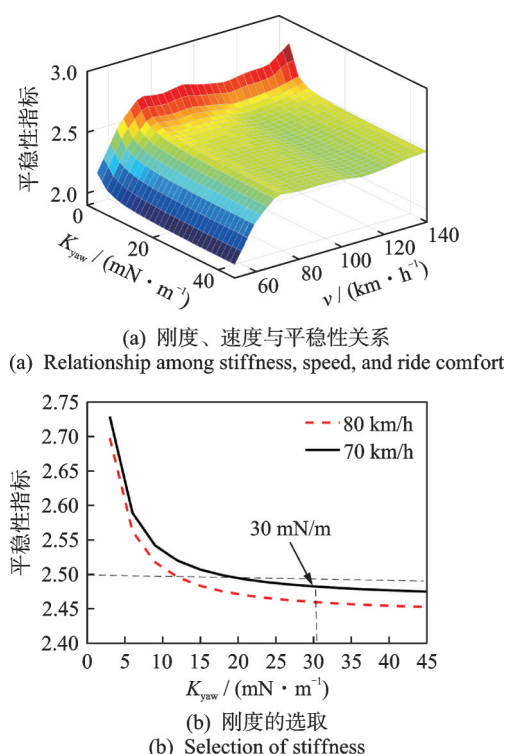 3.0
2.5
2.0
平稳性指标
0
20
40
K_yaw / (mN・m⁻¹)
60
80
100
120
140
v / (km・h⁻¹)
(a) 刚度、速度与平稳性关系
(a) Relationship among stiffness, speed, and ride comfort
2.75
2.70
2.65
2.60
2.55
2.50
2.45
2.40
平稳性指标
80 km/h
70 km/h
30 mN/m
0 5 10 15 20 25 30 35 40 45
K_yaw / (mN・m⁻¹)
(b) 刚度的选取
(b) Selection of stiffness